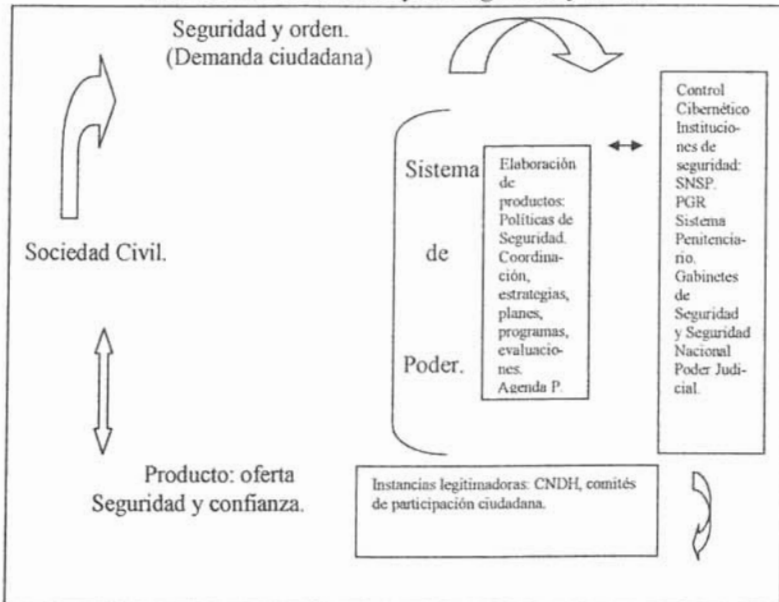 Seguridad y orden.
(Demanda ciudadana)
Control
Cibernético
Institucio-
nes de
seguridad:
SNSP.
PGR
Sistema
Penitencia-
rio.
Gabinetes
de
Seguridad
y Seguridad
Nacional
Poder Judi-
cial.
Sistema
de
Poder.
Elaboración
de
productos:
Políticas de
Seguridad.
Coordina-
ción,
estrategias,
planes,
programas,
evaluacio-
nes.
Agenda P.
Sociedad Civil.
Producto: oferta
Seguridad y confianza.
Instancias legitimadoras: CNDH, comités
de participación ciudadana.